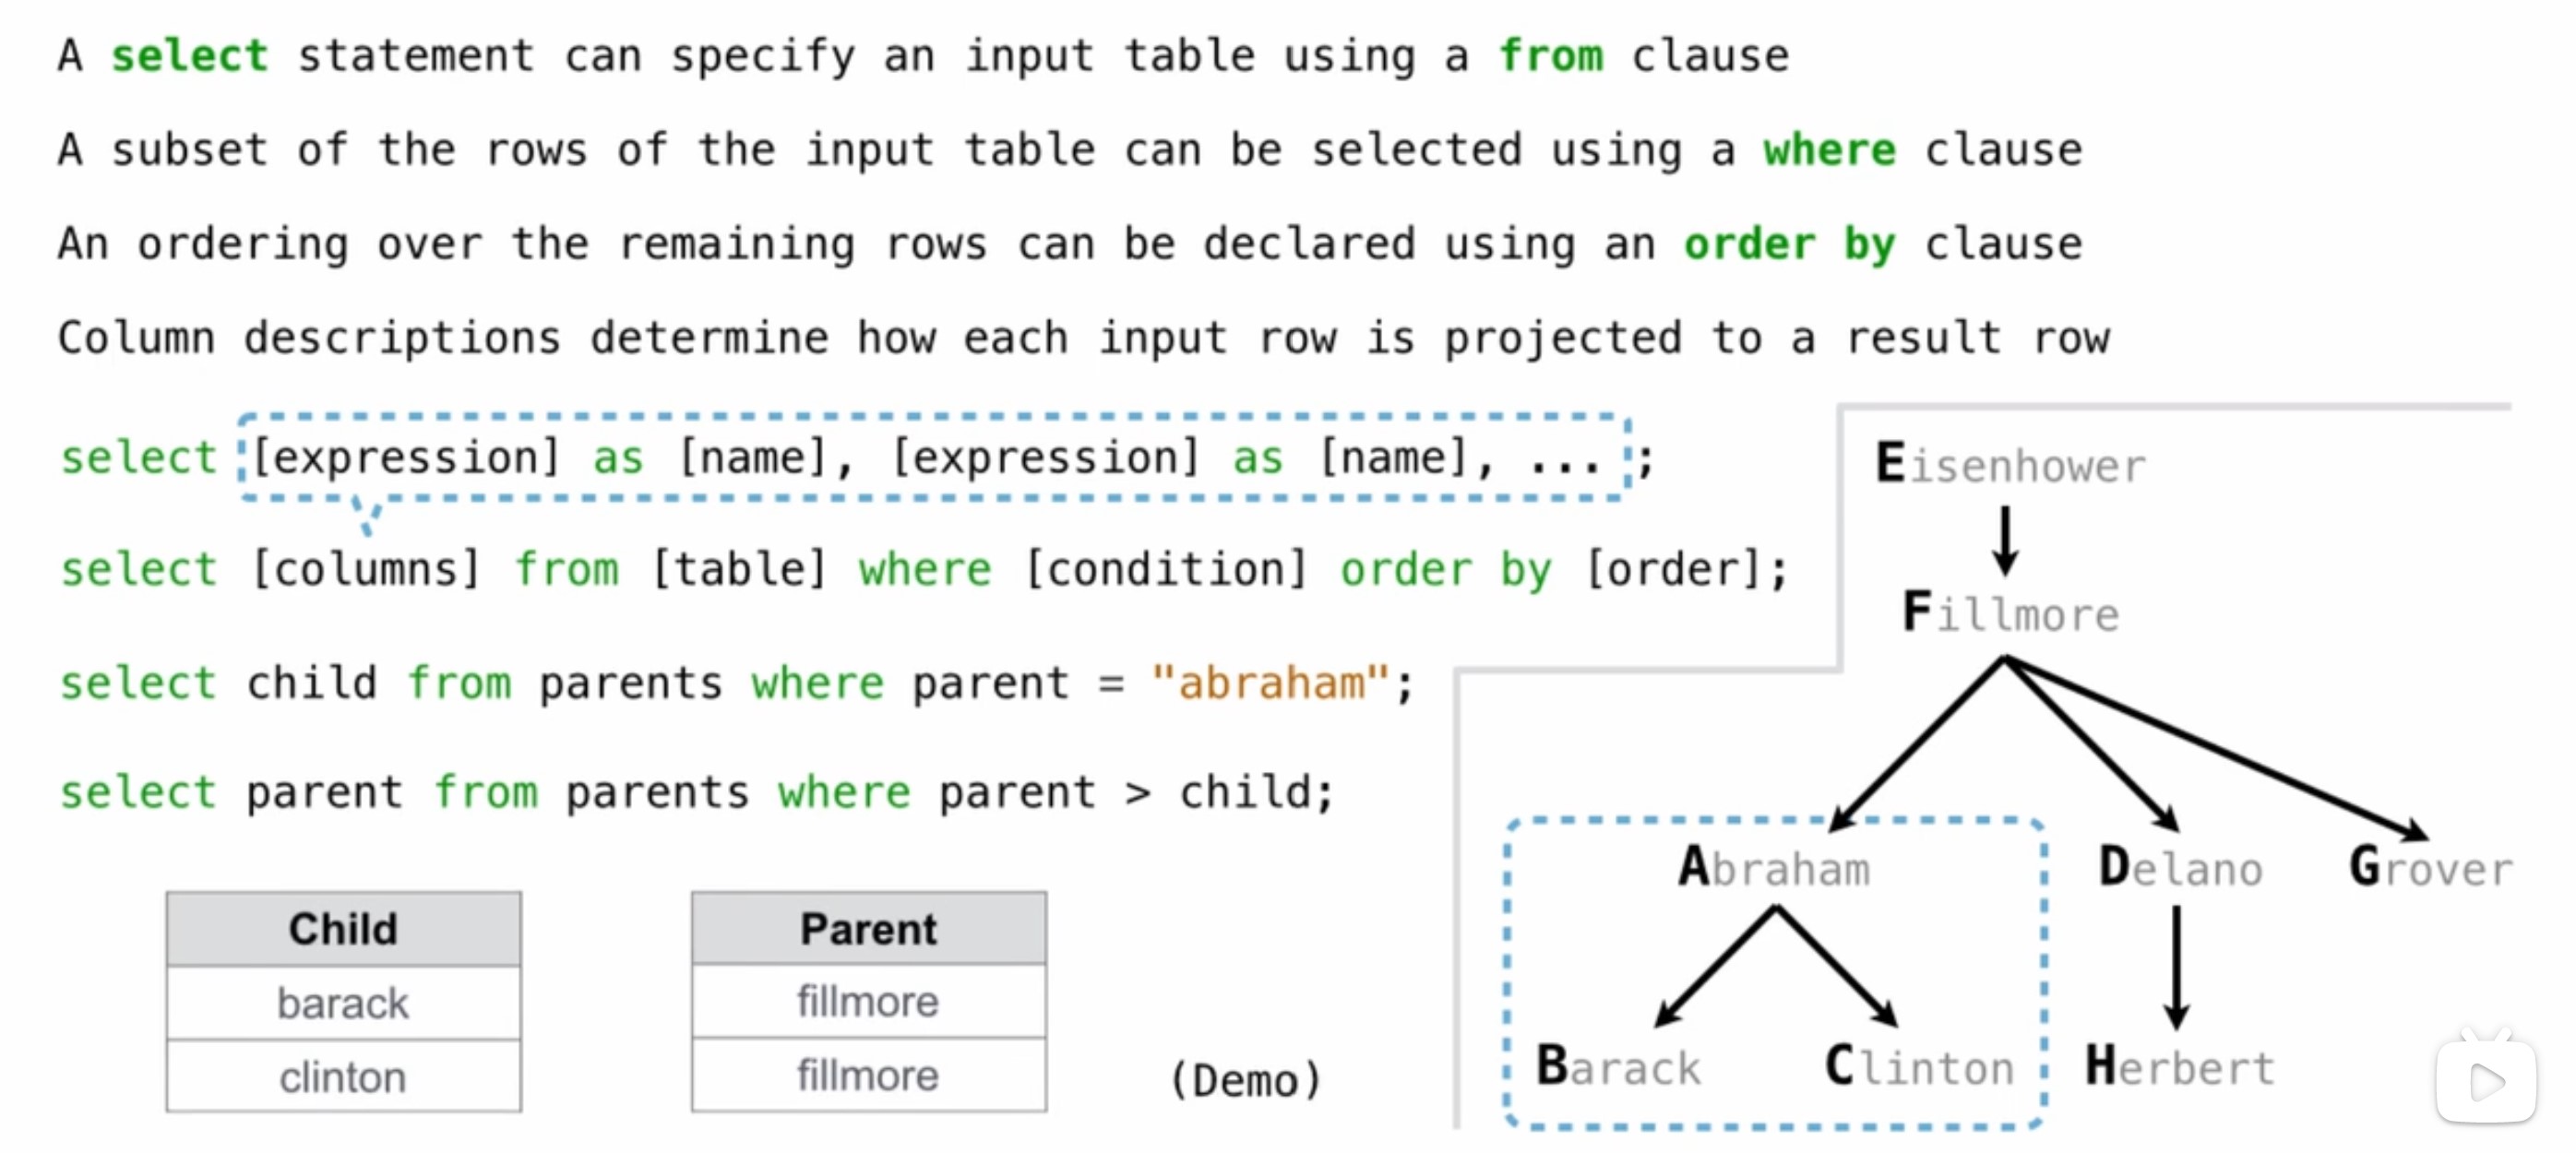 A select statement can specify an input table using a from clause
A subset of the rows of the input table can be selected using a where clause
An ordering over the remaining rows can be declared using an order by clause
Column descriptions determine how each input row is projected to a result row
select [expression] as [name], [expression] as [name], ... ;
select [columns] from [table] where [condition] order by [order];
select child from parents where parent = "abraham";
select parent from parents where parent > child;
Child
barack
clinton
Parent
fillmore
fillmore
(Demo)
Eisenhower
Fillmore
Abraham
Delano
Grover
Barack
Clinton
Herbert